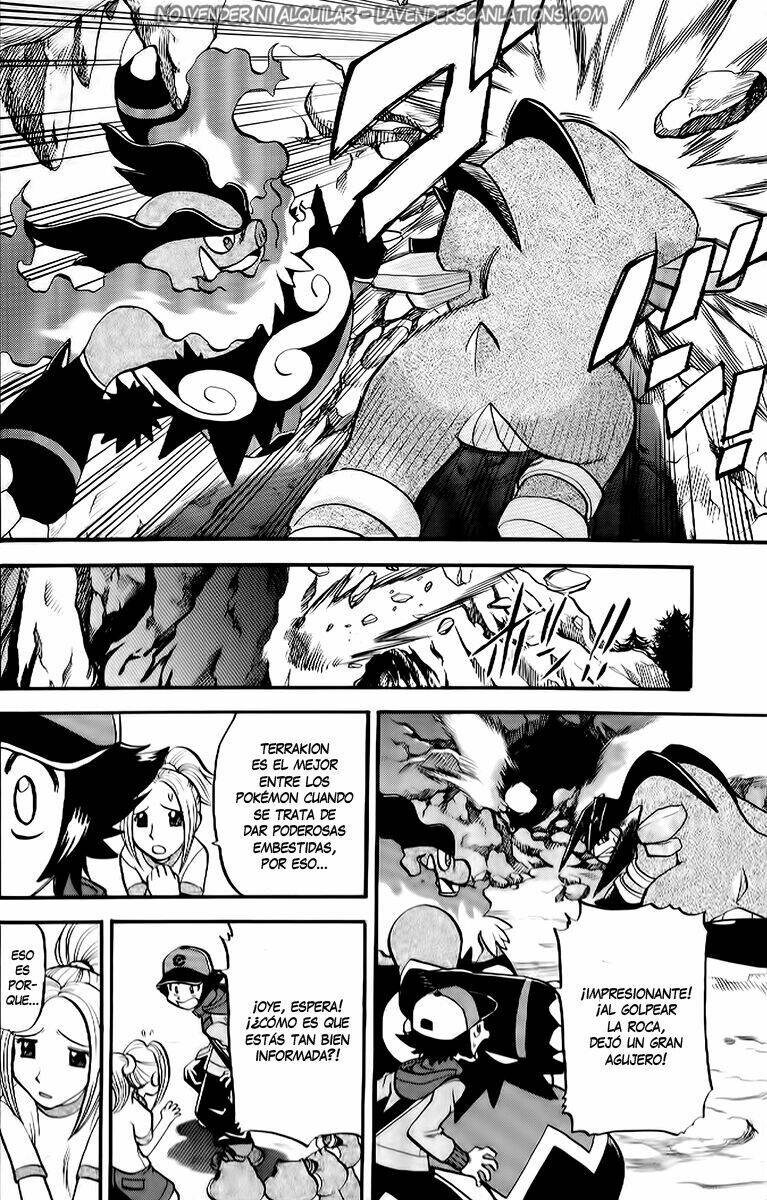 NO VENDER NI ALQUILAR - LAVENDERSCANLATIONS.COM
¡IMPRESIONANTE!
¡AL GOLPEAR
LA ROCA,
DEJÓ UN GRAN
AGUJERO!
TERRAKION
ES EL MEJOR
ENTRE LOS
POKÉMON CUANDO
SE TRATA DE
DAR PODEROSAS
EMBESTIDAS,
POR ESO...
¡OYE, ESPERA!
¡¿CÓMO ES QUE
ESTÁS TAN BIEN
INFORMADA?!
ESO
ES
POR-
QUE...